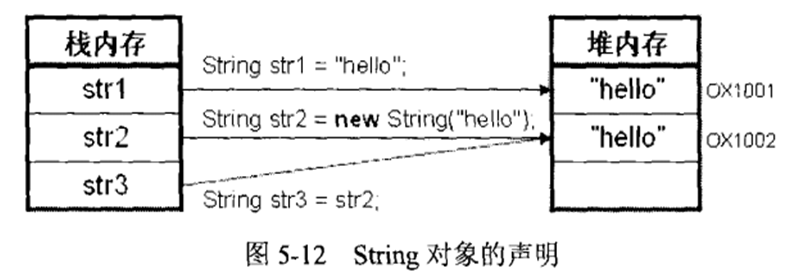 栈内存
堆内存
String str1 = "hello";
str1
"hello"
OX1001
String str2 = new String("hello");
str2
"hello"
OX1002
str3
String str3 = str2;
图 5-12 String 对象的声明